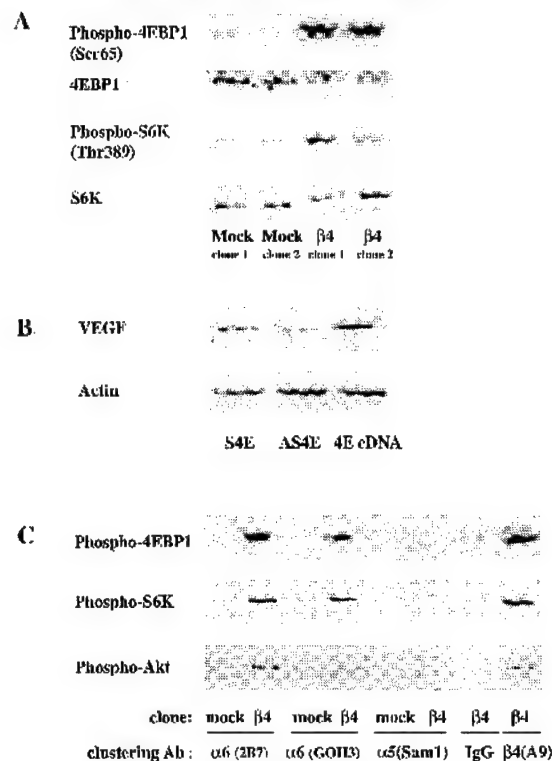 A
Phospho-4EBP1
(Ser65)
4EBP1
Phospho-S6K
(Thr389)
S6K
Mock Mock β4 β4
clone 1 clone 2 clone 1 clone 2
B
VEGF
Actin
S4E AS4E 4E cDNA
C
Phospho-4EBP1
Phospho-S6K
Phospho-Akt
clone: mock β4 mock β4 mock β4 β4 β4
clustering Ab: α6 (2B7) α6 (GOH3) α5(Sam1) IgG β4(A9)